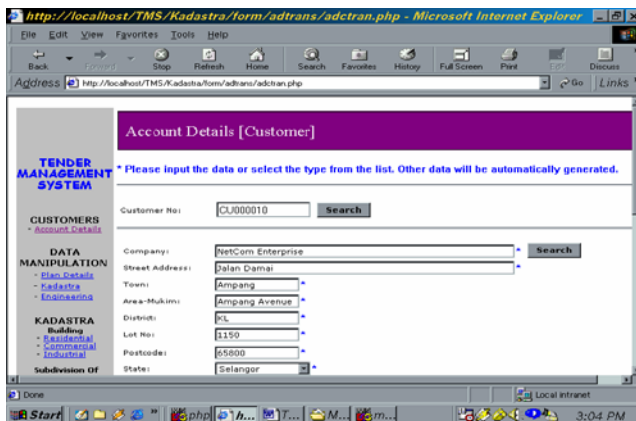 http://localhost/TMS/Kadastra/form/adtrans/adctran.php - Microsoft Internet Explorer
File Edit View Favorites Tools Help
Back Forward Stop Refresh Home Search Favorites History Full Screen Print Edit Discuss
Address http://localhost/TMS/Kadastra/form/adtrans/adctran.php Go Links
Account Details [Customer]
TENDER
MANAGEMENT
SYSTEM
* Please input the data or select the type from the list. Other data will be automatically generated.
CUSTOMERS
- Account Details
DATA
MANIPULATION
- Plan Details
- Kadastra
- Engineering
KADASTRA
Building
- Residential
- Commercial
- Industrial
Subdivision Of
Customer No: CU000010 Search
Company: NetCom Enterprise * Search
Street Address: Jalan Damai *
Town: Ampang *
Area-Mukim: Ampang Avenue *
District: KL *
Lot No: 1150 *
Postcode: 65800 *
State: Selangor *
Done Local intranet
Start " php h... T... M... m... 3:04 PM